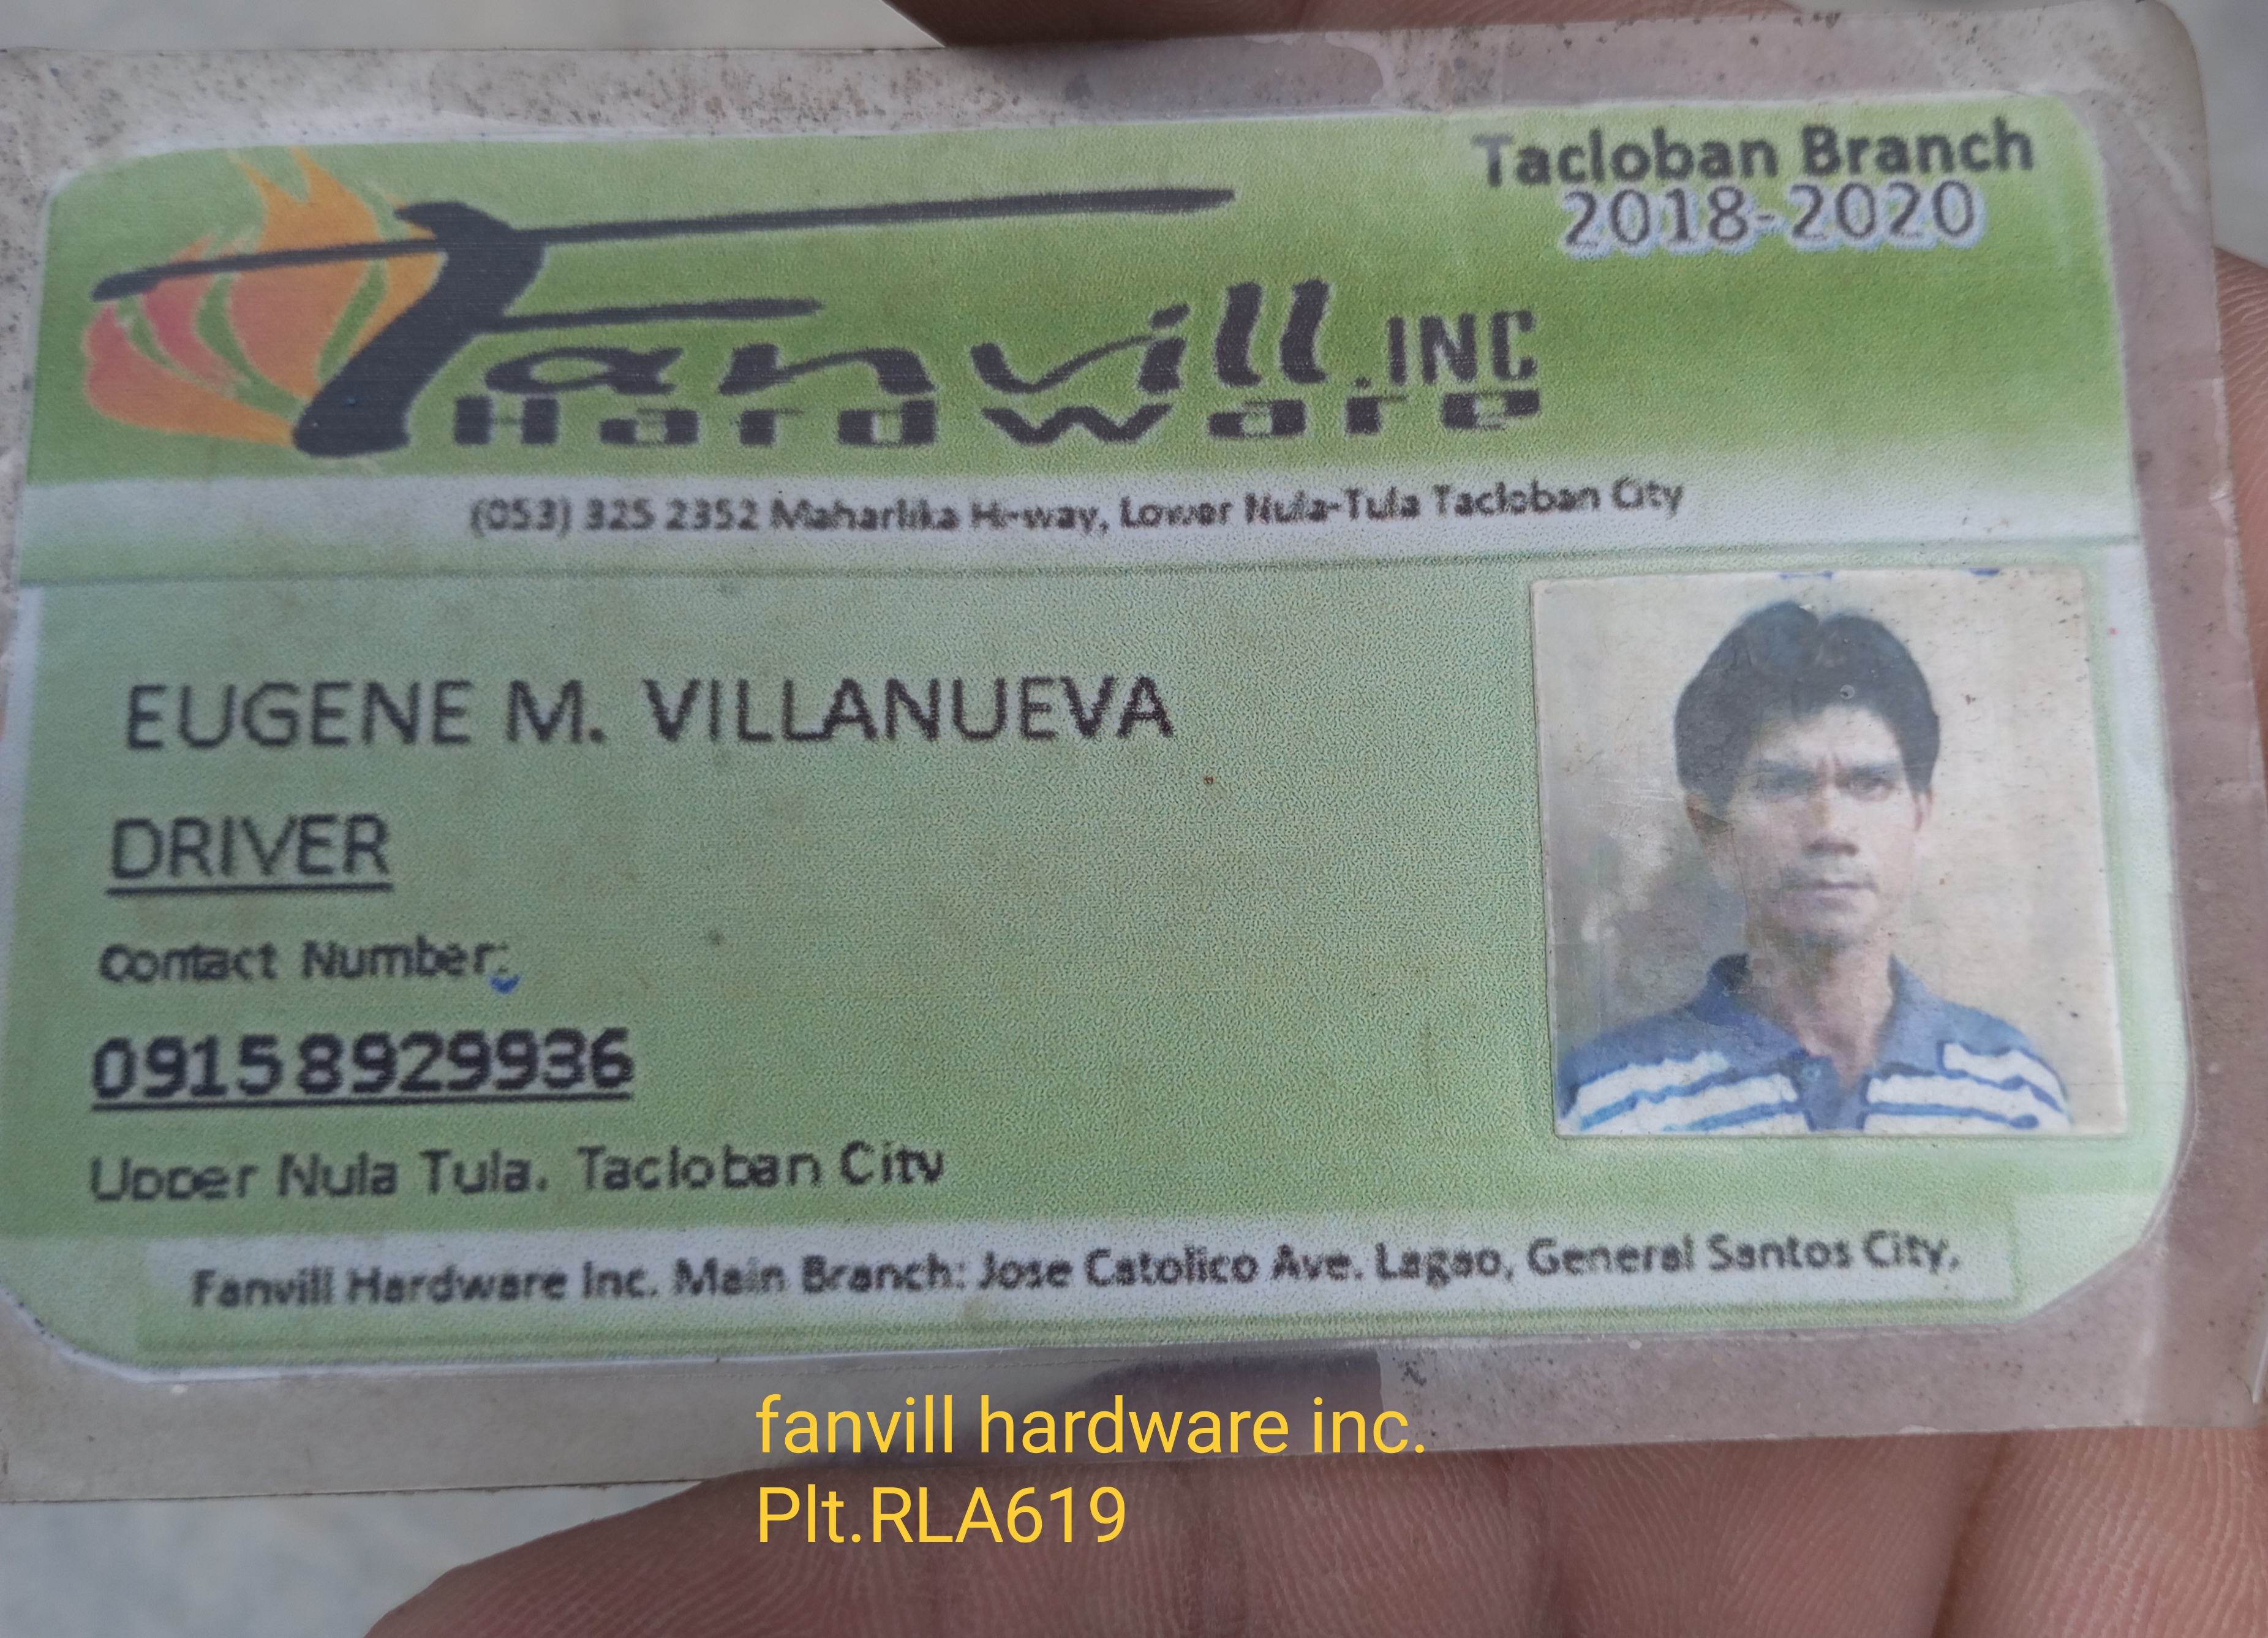 Tacloban Branch
2018-2020
Fanvill.INC
Hardware
(053) 325 2352 Maharlika Hi-way, Lower Nula-Tula Tacloban City
EUGENE M. VILLANUEVA
DRIVER
Contact Number:
09158929936
Upper Nula Tula. Tacloban City
Fanvill Hardware Inc. Main Branch: Jose Catolico Ave. Lagao, General Santos City.
fanvill hardware inc.
Plt.RLA619